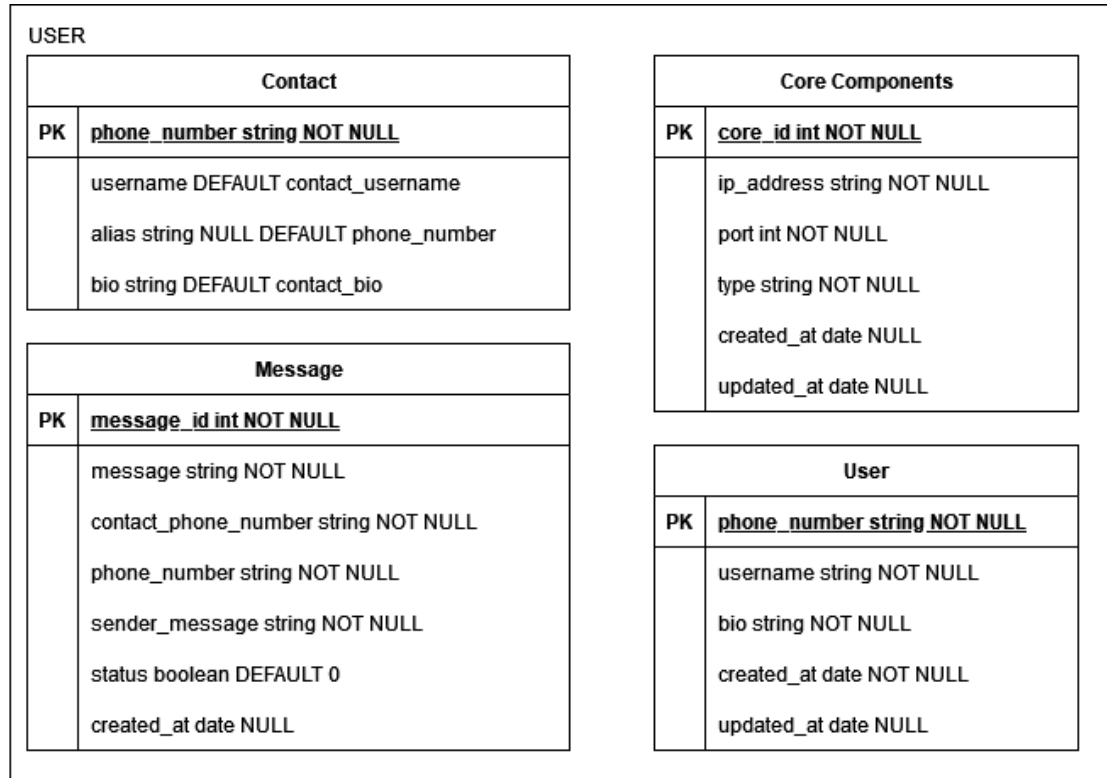 USER
Contact
PK phone_number string NOT NULL
username DEFAULT contact_username
alias string NULL DEFAULT phone_number
bio string DEFAULT contact_bio
Message
PK message_id int NOT NULL
message string NOT NULL
contact_phone_number string NOT NULL
phone_number string NOT NULL
sender_message string NOT NULL
status boolean DEFAULT 0
created_at date NULL
Core Components
PK core_id int NOT NULL
ip_address string NOT NULL
port int NOT NULL
type string NOT NULL
created_at date NULL
updated_at date NULL
User
PK phone_number string NOT NULL
username string NOT NULL
bio string NOT NULL
created_at date NOT NULL
updated_at date NULL